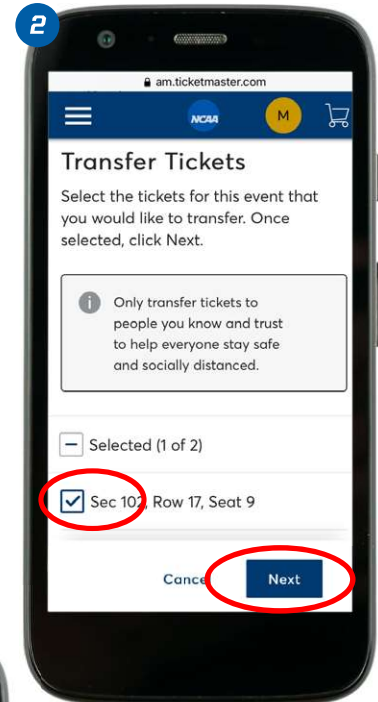 2
am.ticketmaster.com
NCAA M
Transfer Tickets
Select the tickets for this event that
you would like to transfer. Once
selected, click Next.
i Only transfer tickets to
people you know and trust
to help everyone stay safe
and socially distanced.
Selected (1 of 2)
Sec 102, Row 17, Seat 9
Cancel Next